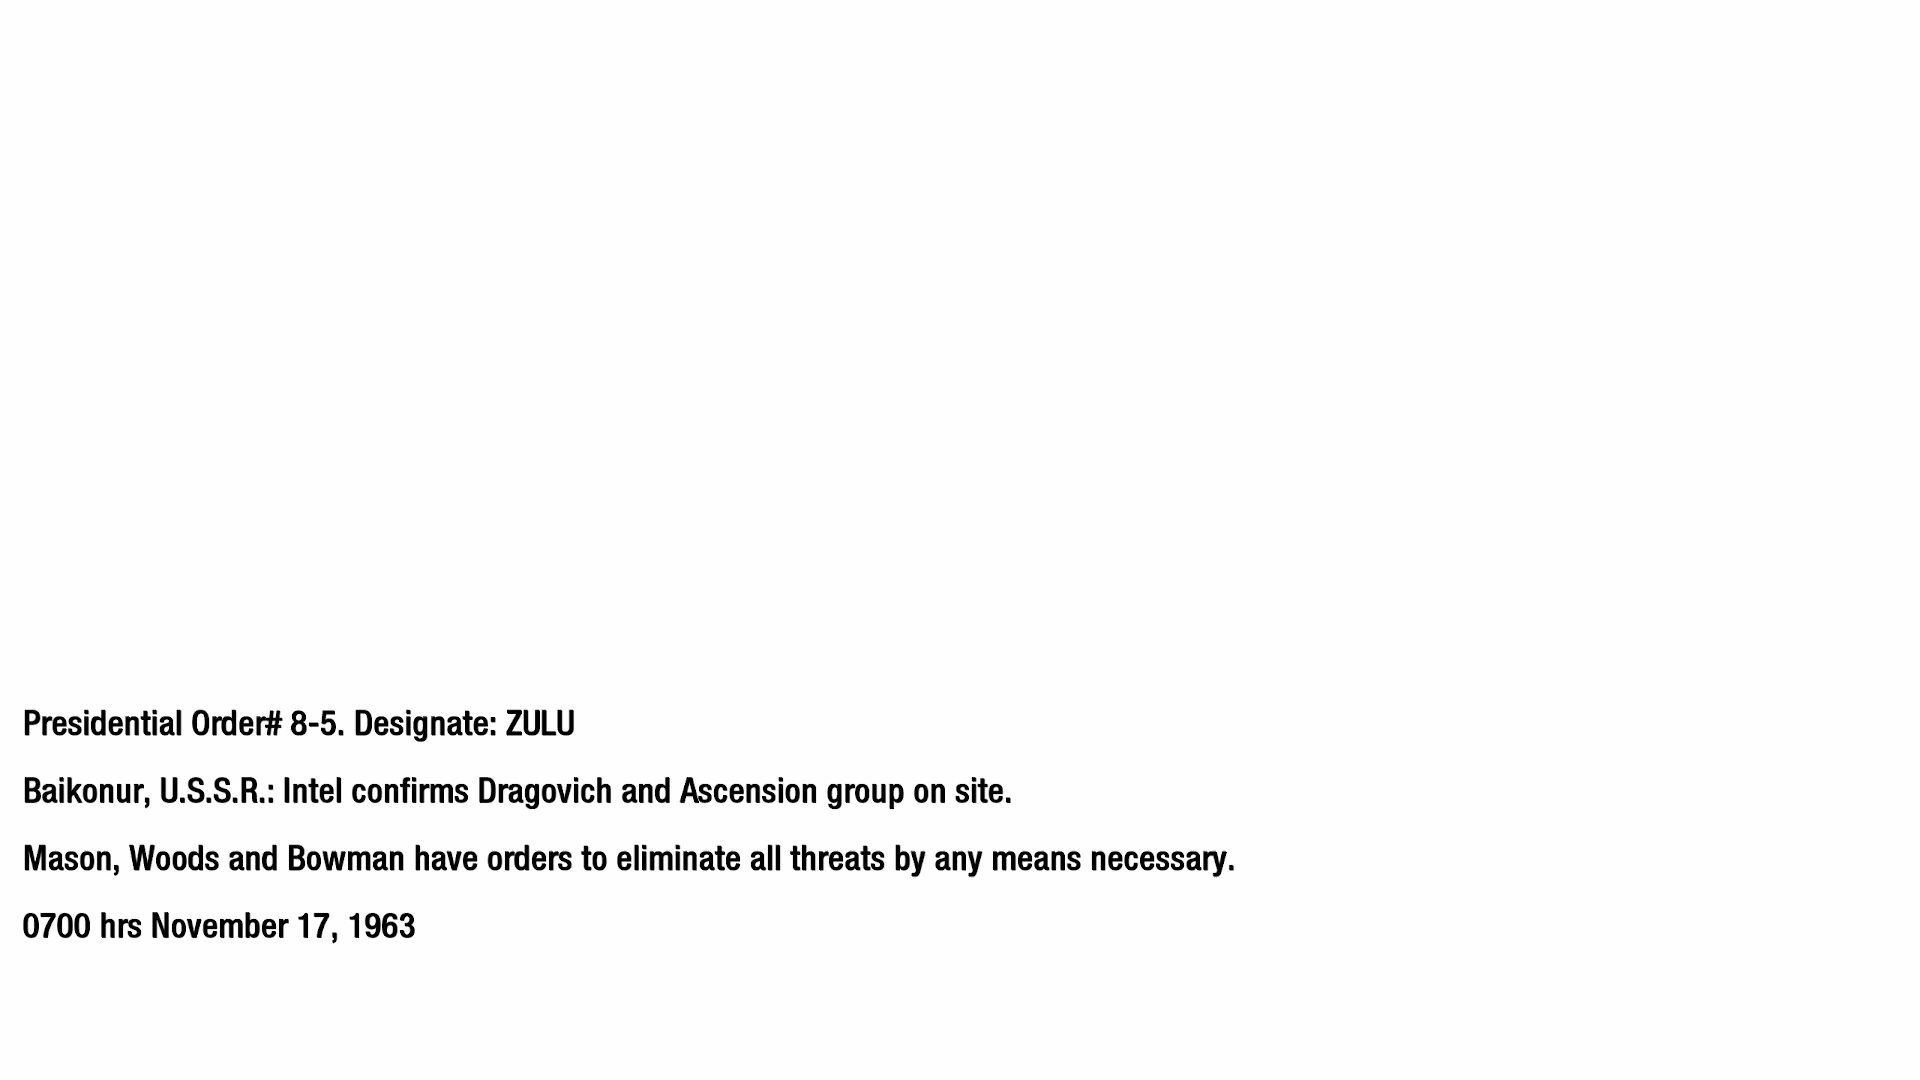 Presidential Order# 8-5. Designate: ZULU
Baikonur, U.S.S.R.: Intel confirms Dragovich and Ascension group on site.
Mason, Woods and Bowman have orders to eliminate all threats by any means necessary.
0700 hrs November 17, 1963